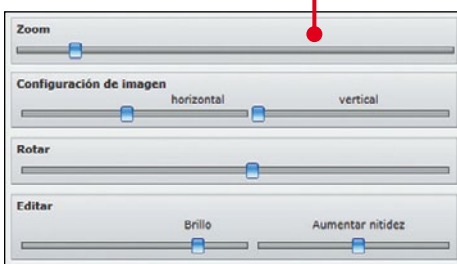 Zoom
Configuración de imagen
horizontal vertical
Rotar
Editar
Brillo Aumentar nitidez